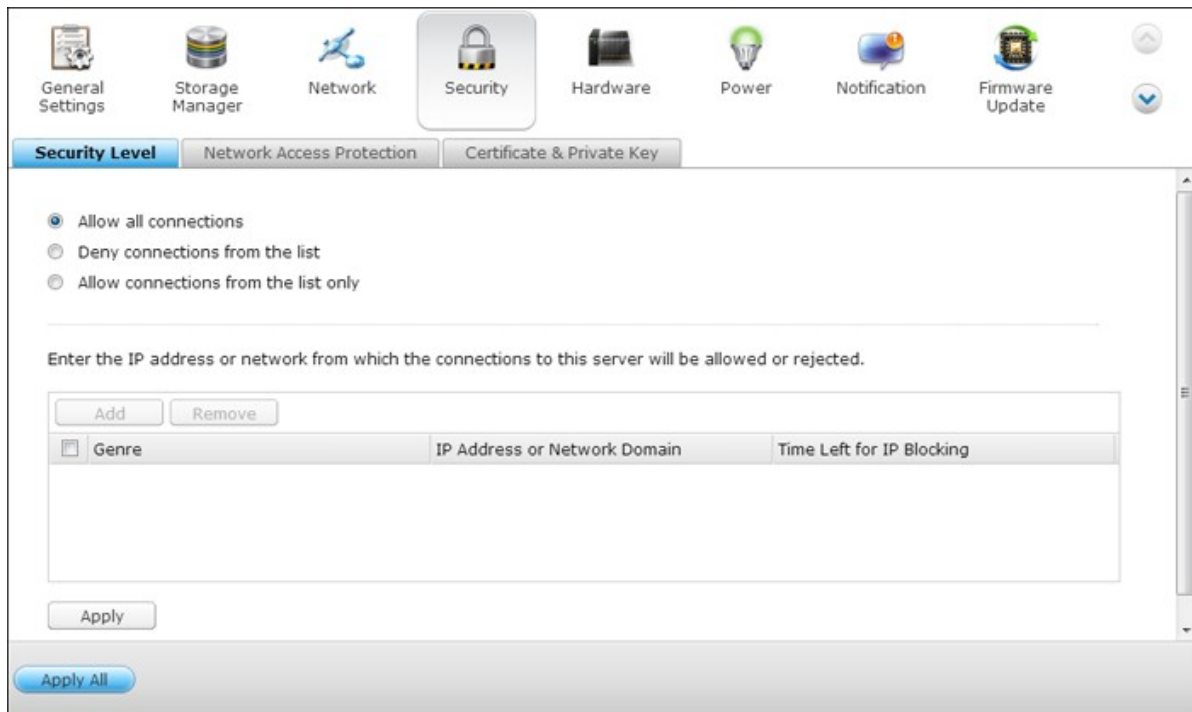 General Settings
Storage Manager
Network
Security
Hardware
Power
Notification
Firmware Update
Security Level
Network Access Protection
Certificate & Private Key
Allow all connections
Deny connections from the list
Allow connections from the list only
Enter the IP address or network from which the connections to this server will be allowed or rejected.
Add
Remove
Genre
IP Address or Network Domain
Time Left for IP Blocking
Apply
Apply All